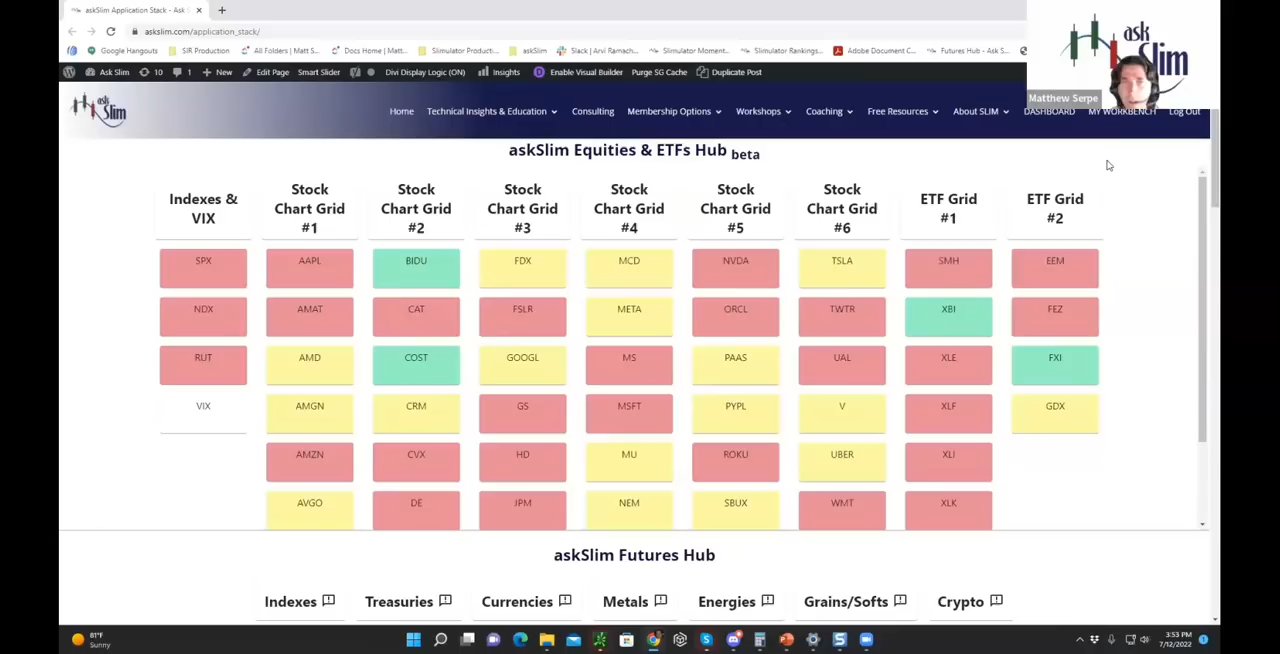 askSlim Application Stack - Ask S
askslim.com/application_stack/
Google Hangouts
SIR Production
All Folders | Matt S...
Docs Home | Matt...
Slimulator Producti...
askSlim
Slack | Arvi Ramach...
Slimulator Moment...
Slimulator Rankings...
Adobe Document C...
Futures Hub - Ask S...
Ask Slim
10
1
New
Edit Page
Smart Slider
Divi Display Logic (ON)
Insights
Enable Visual Builder
Purge SG Cache
Duplicate Post
ask
Slim
Matthew Serpe
ask
Slim
Home
Technical Insights & Education
Consulting
Membership Options
Workshops
Coaching
Free Resources
About SLIM
DASHBOARD
MY WORKBENCH
Log Out
askSlim Equities & ETFs Hub beta
Indexes &
VIX
Stock
Chart Grid
#1
Stock
Chart Grid
#2
Stock
Chart Grid
#3
Stock
Chart Grid
#4
Stock
Chart Grid
#5
Stock
Chart Grid
#6
ETF Grid
#1
ETF Grid
#2
SPX
AAPL
BIDU
FDX
MCD
NVDA
TSLA
SMH
EEM
NDX
AMAT
CAT
FSLR
META
ORCL
TWTR
XBI
FEZ
RUT
AMD
COST
GOOGL
MS
PAAS
UAL
XLE
FXI
VIX
AMGN
CRM
GS
MSFT
PYPL
V
XLF
GDX
AMZN
CVX
HD
MU
ROKU
UBER
XLI
AVGO
DE
JPM
NEM
SBUX
WMT
XLK
askSlim Futures Hub
Indexes
Treasuries
Currencies
Metals
Energies
Grains/Softs
Crypto
81°F
Sunny
3:53 PM
7/12/2022